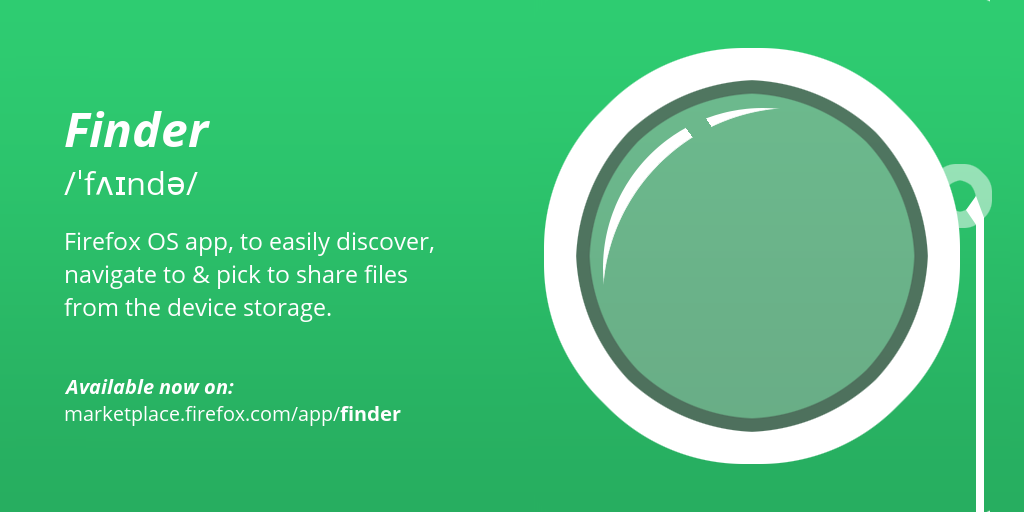 Finder
/ˈfʌɪndə/
Firefox OS app, to easily discover,
navigate to & pick to share files
from the device storage.
Available now on:
marketplace.firefox.com/app/finder